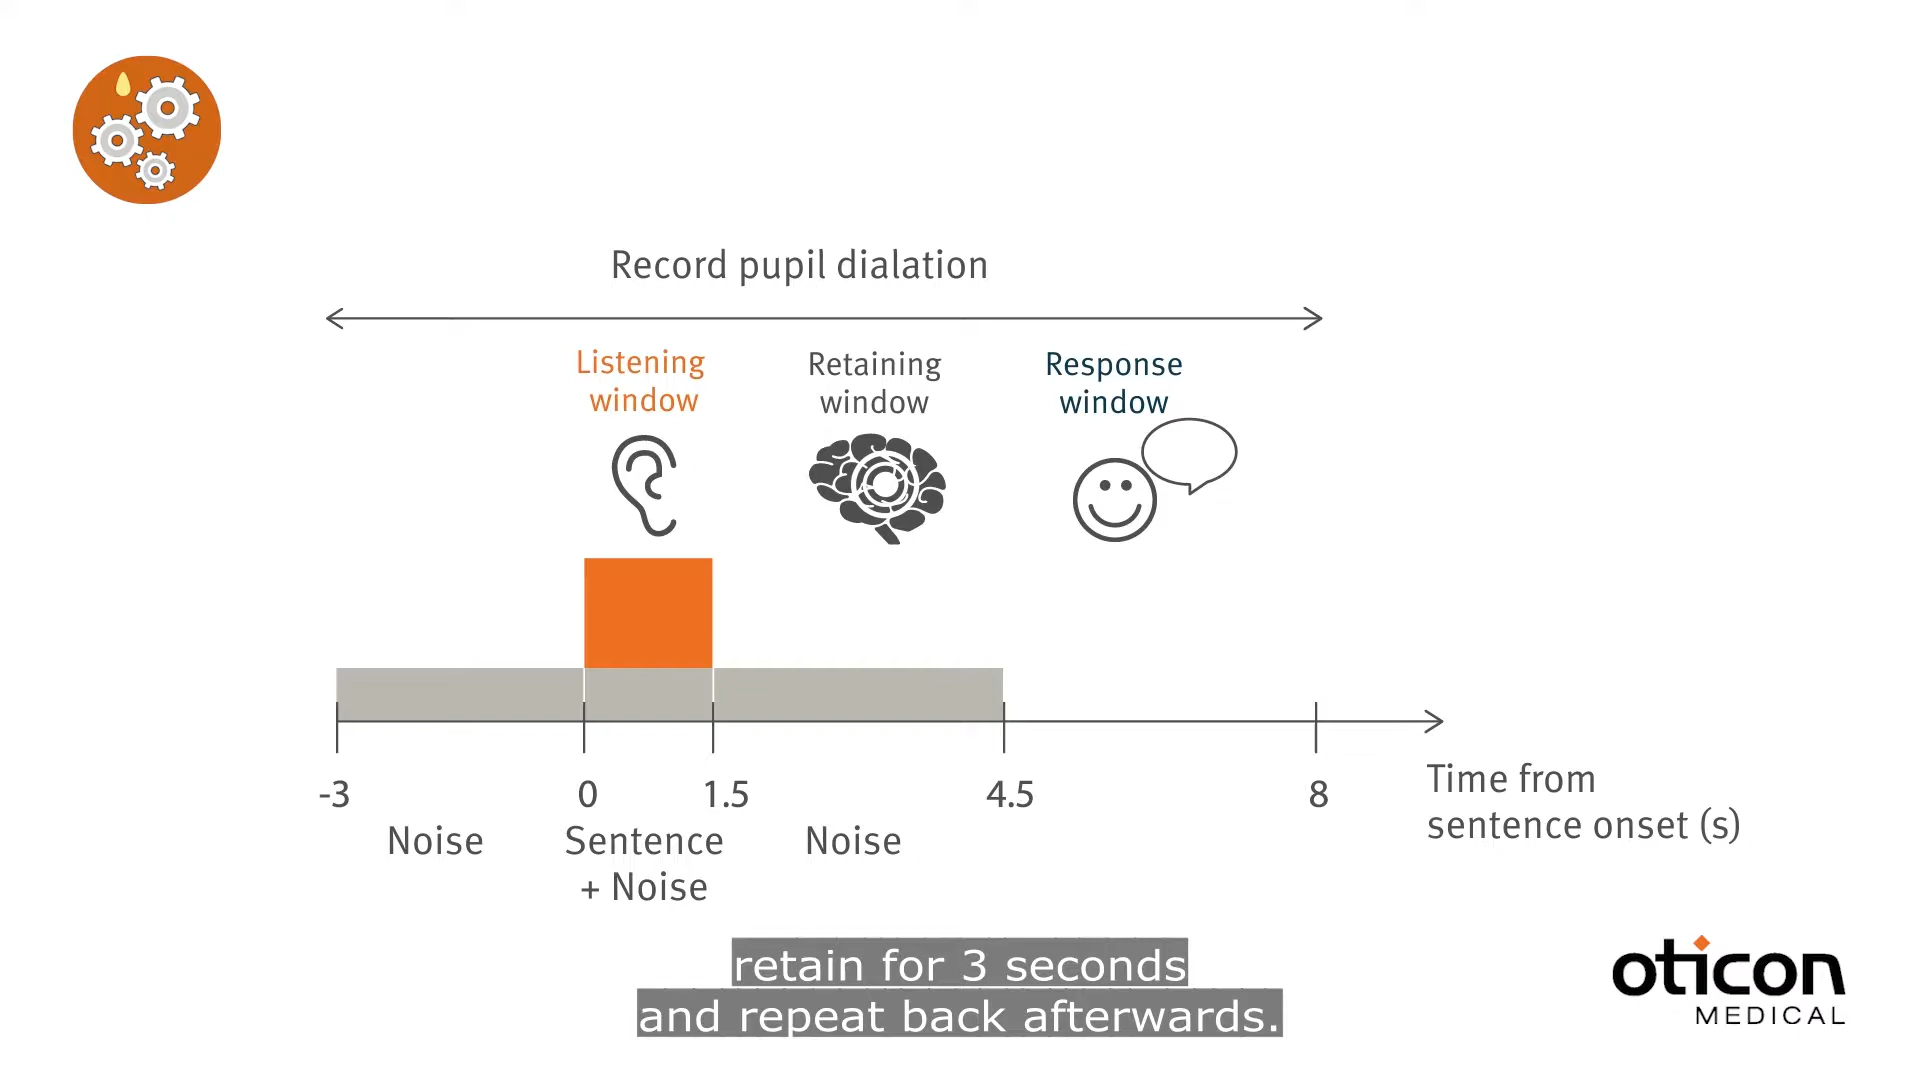 Record pupil dialation
Listening
window
Retaining
window
Response
window
-3
0
1.5
4.5
8
Noise
Sentence
+ Noise
Noise
Time from
sentence onset (s)
retain for 3 seconds
and repeat back afterwards.
oticon
MEDICAL